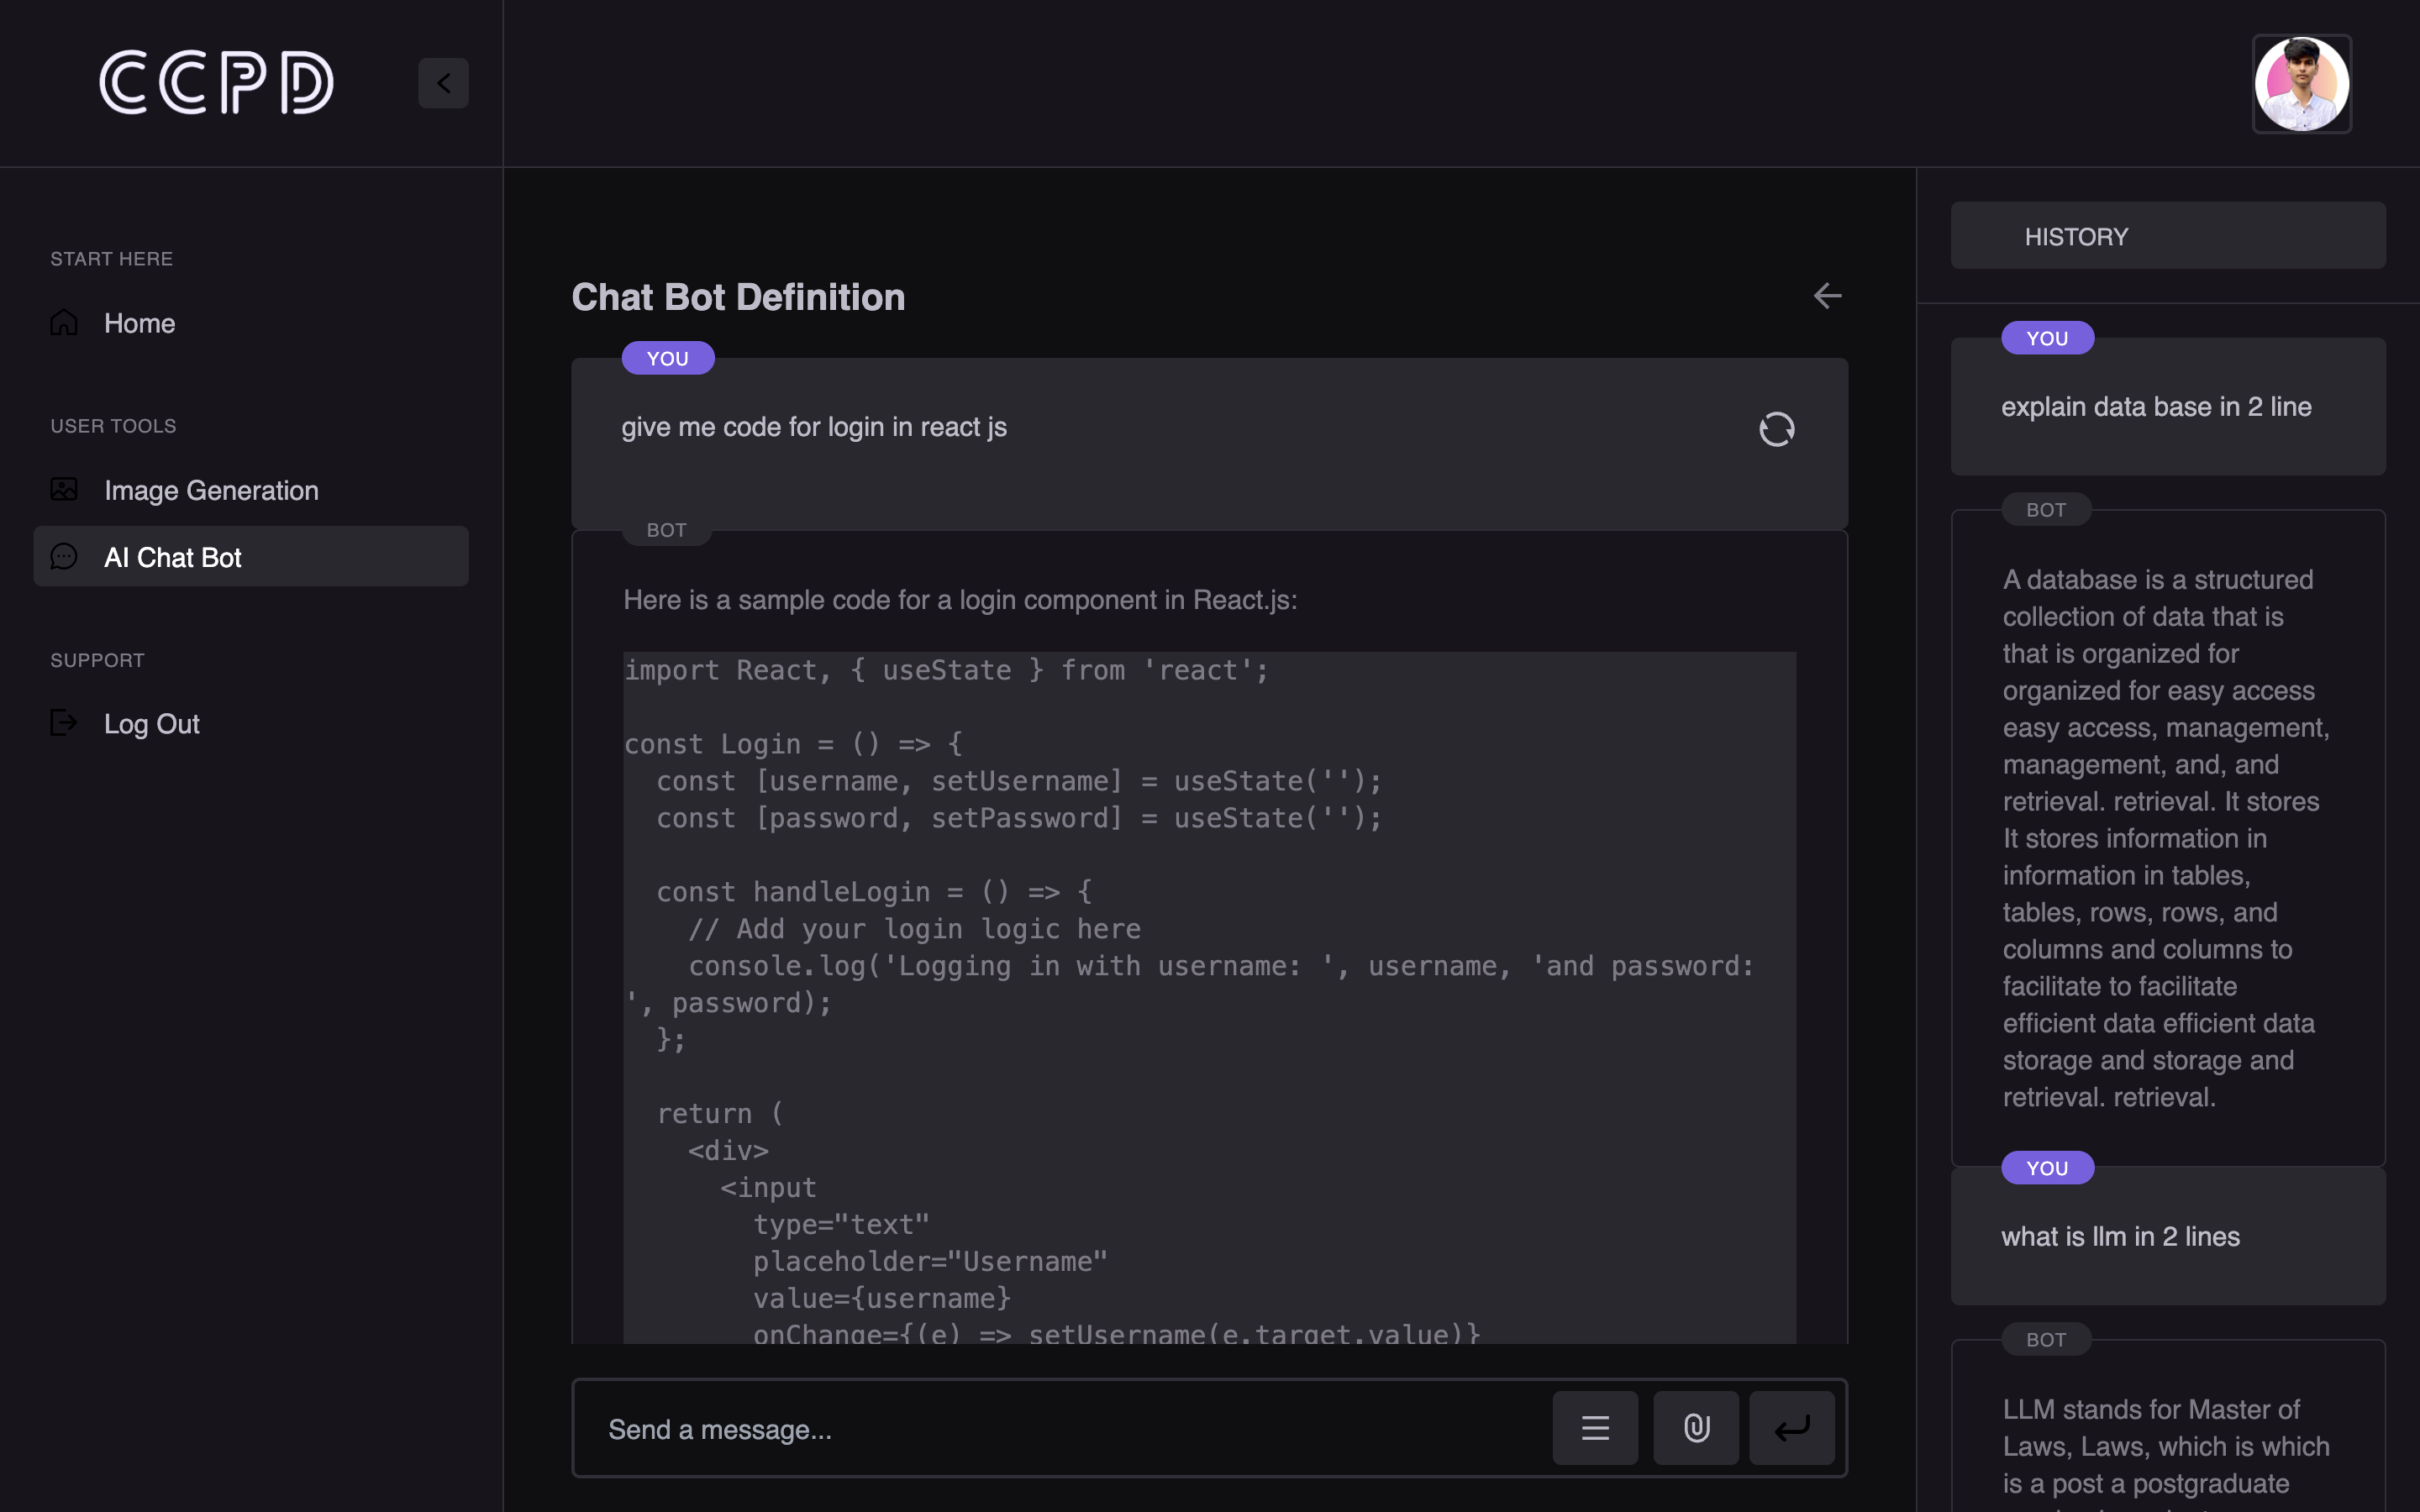 CCPD
START HERE
Home
USER TOOLS
Image Generation
AI Chat Bot
SUPPORT
Log Out
Chat Bot Definition
YOU
give me code for login in react js
BOT
Here is a sample code for a login component in React.js:
import React, { useState } from 'react';
const Login = () => {
  const [username, setUsername] = useState('');
  const [password, setPassword] = useState('');
  const handleLogin = () => {
    // Add your login logic here
    console.log('Logging in with username: ', username, 'and password:
', password);
  };
  return (
    <div>
      <input
        type="text"
        placeholder="Username"
        value={username}
        onChange={(e) => setUsername(e.target.value)}
Send a message...
HISTORY
YOU
explain data base in 2 line
BOT
A database is a structured
collection of data that is
that is organized for
organized for easy access
easy access, management,
management, and, and
retrieval. retrieval. It stores
It stores information in
information in tables,
tables, rows, rows, and
columns and columns to
facilitate to facilitate
efficient data efficient data
storage and storage and
retrieval. retrieval.
YOU
what is llm in 2 lines
BOT
LLM stands for Master of
Laws, Laws, which is which
is a post a postgraduate